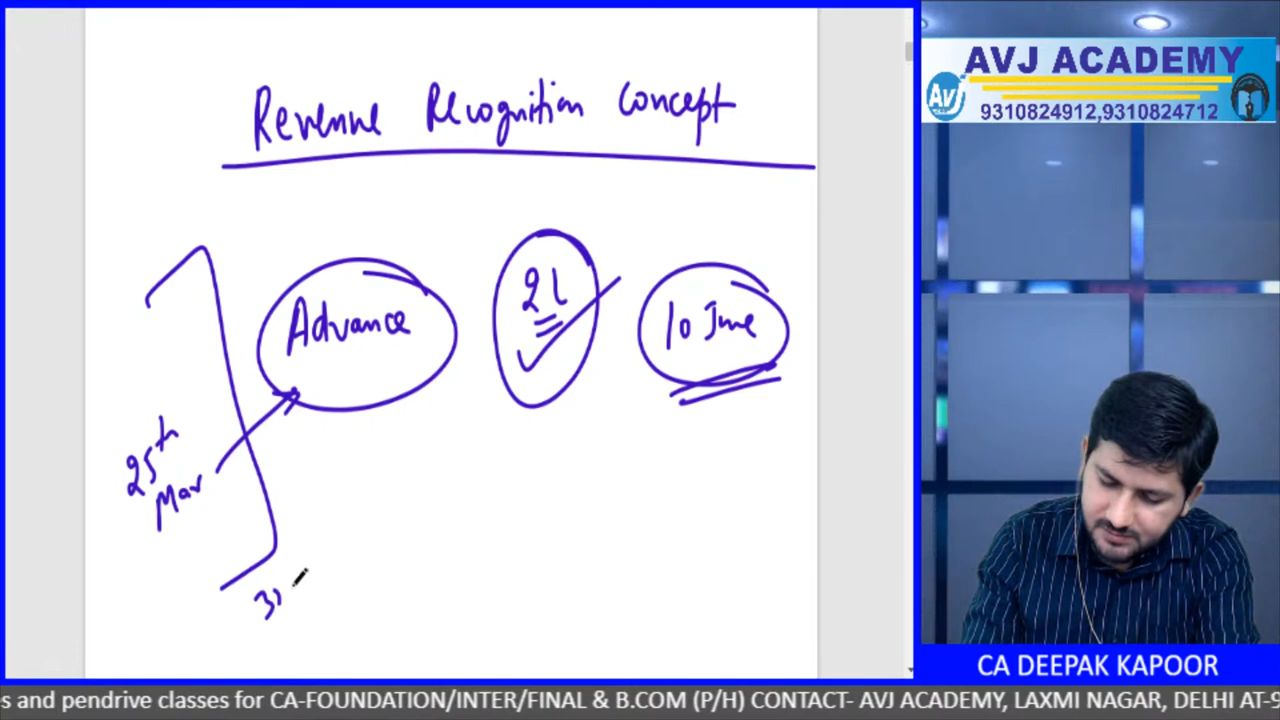 Revenue Recognition Concept
Advance 2L 10 June
25th
Mar
31
AVJ ACADEMY
AVJ
9310824912,9310824712
CA DEEPAK KAPOOR
s and pendrive classes for CA-FOUNDATION/INTER/FINAL & B.COM (P/H) CONTACT- AVJ ACADEMY, LAXMI NAGAR, DELHI AT-9